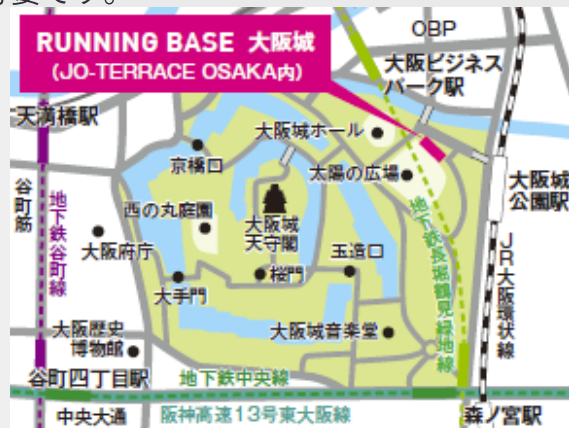 要です。
RUNNING BASE 大阪城
(JO-TERRACE OSAKA内)
OBP
大阪ビジネス
パーク駅
天満橋駅
大阪城ホール
京橋口
太陽の広場
大阪城
公園駅
谷町筋
地下鉄谷町線
西の丸庭園
大阪城
天守閣
玉造口
大阪府庁
大手門
桜門
地下鉄長堀鶴見緑地線
JR大阪環状線
大阪歴史
博物館
大阪城音楽堂
谷町四丁目駅
地下鉄中央線
中央大通
阪神高速13号東大阪線
森ノ宮駅